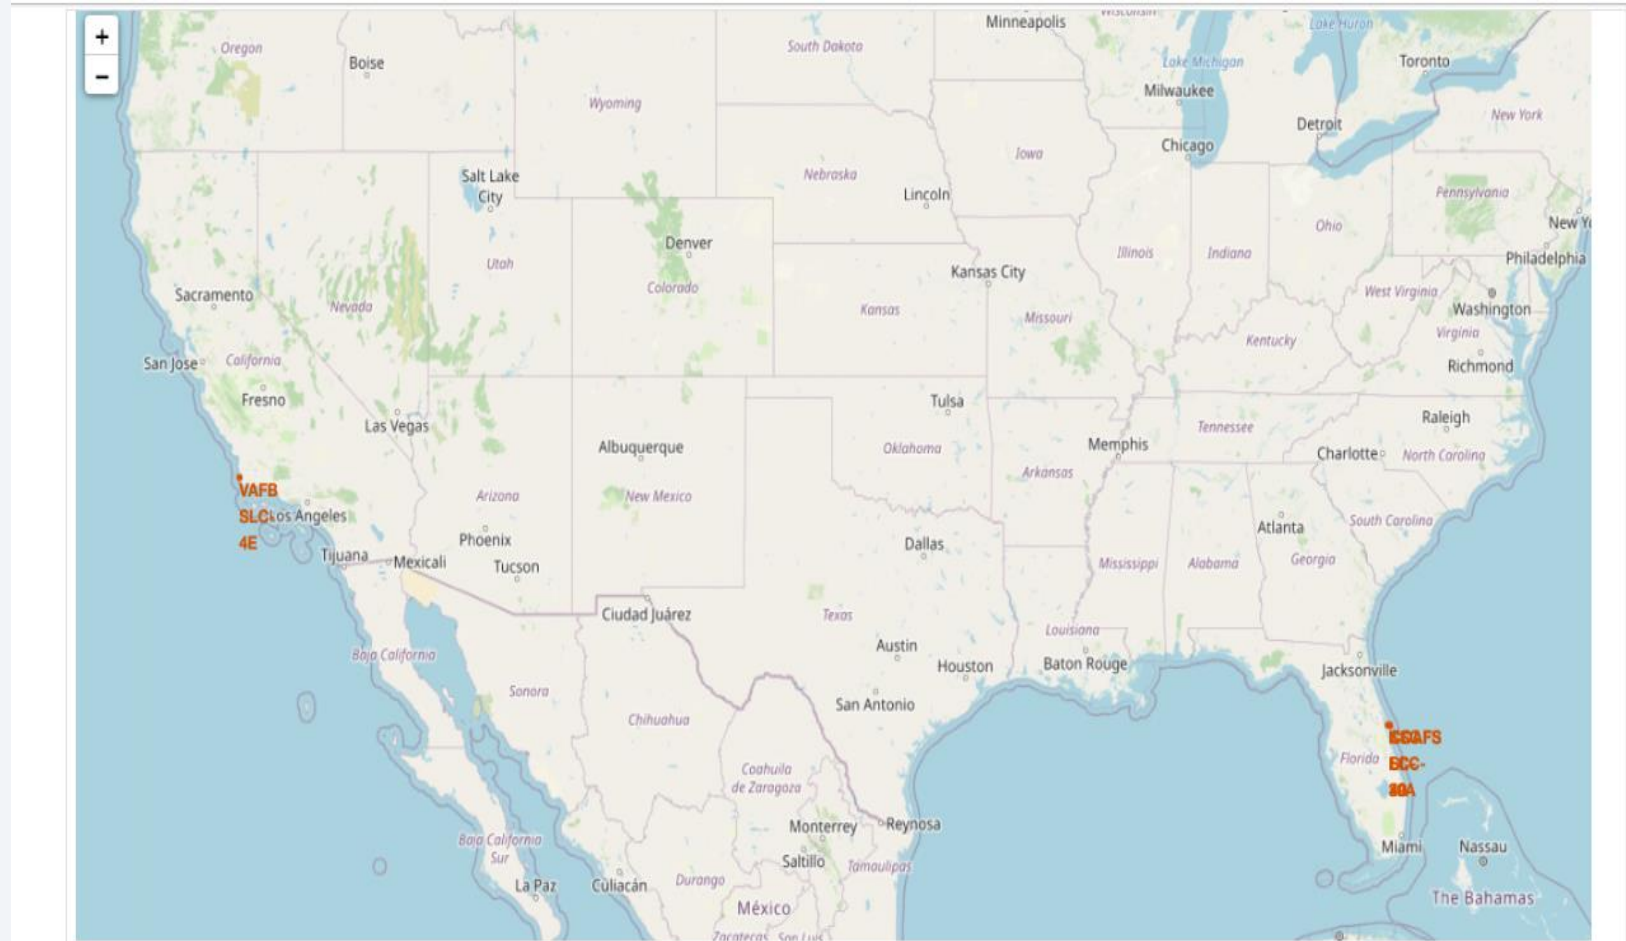 +
−
Minneapolis
Wisconsin
Lake Huron
Oregon
Boise
South Dakota
Lake Michigan
Toronto
Milwaukee
Wyoming
New York
Detroit
Chicago
Iowa
Salt Lake
City
Nebraska
Lincoln
Pennsylvania
New Y
Ohio
Denver
Illinois
Indiana
Philadelphia
Utah
Kansas City
Colorado
West Virginia
Sacramento
Nevada
Kansas
Missouri
Washington
Virginia
Kentucky
San Jose
California
Richmond
Fresno
Tulsa
Las Vegas
Raleigh
Tennessee
Albuquerque
Oklahoma
Memphis
Charlotte
North Carolina
Arkansas
VAFB
SLC-
4E
Los Angeles
Arizona
New Mexico
Atlanta
South Carolina
Phoenix
Dallas
Tijuana
Mexicali
Tucson
Mississippi
Alabama
Georgia
Ciudad Juárez
Texas
Louisiana
Austin
Baja California
Houston
Baton Rouge
Jacksonville
Sonora
San Antonio
Chihuahua
Florida
Coahuila
de Zaragoza
Monterrey
Reynosa
Baja California
Sur
Miami
Nassau
Saltillo
Tamaulipas
La Paz
Culiacán
Durango
The Bahamas
México
Zacatecas
San Luis